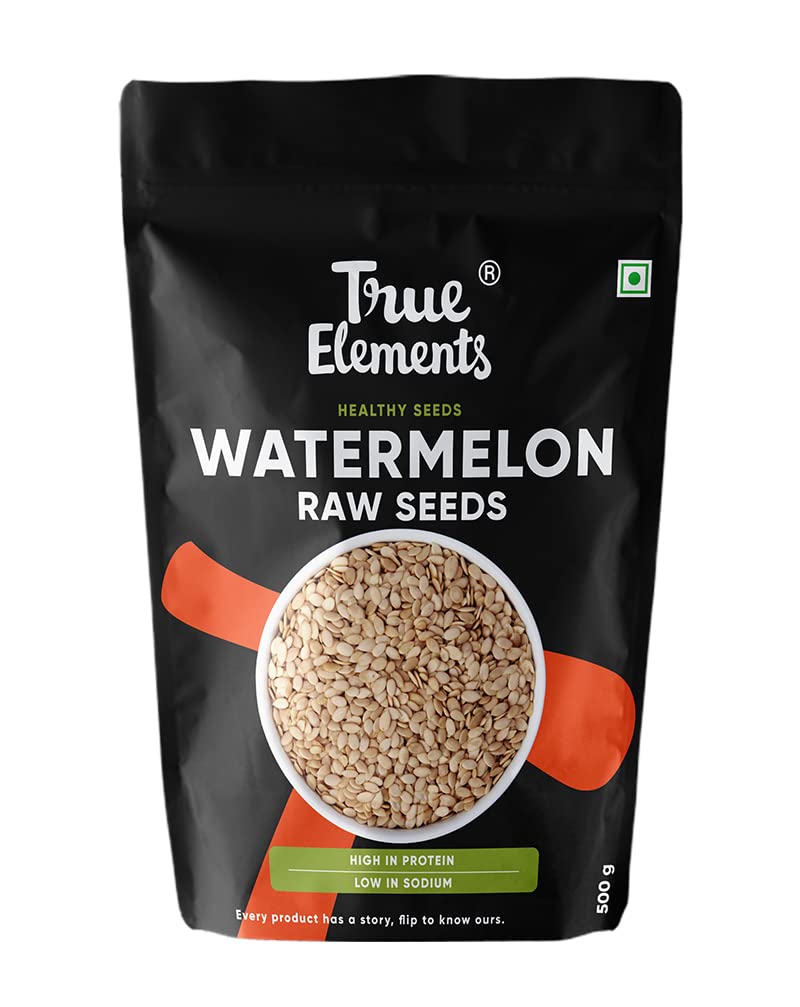 True ®
Elements
HEALTHY SEEDS
WATERMELON
RAW SEEDS
HIGH IN PROTEIN
LOW IN SODIUM
Every product has a story, flip to know ours.
500 g